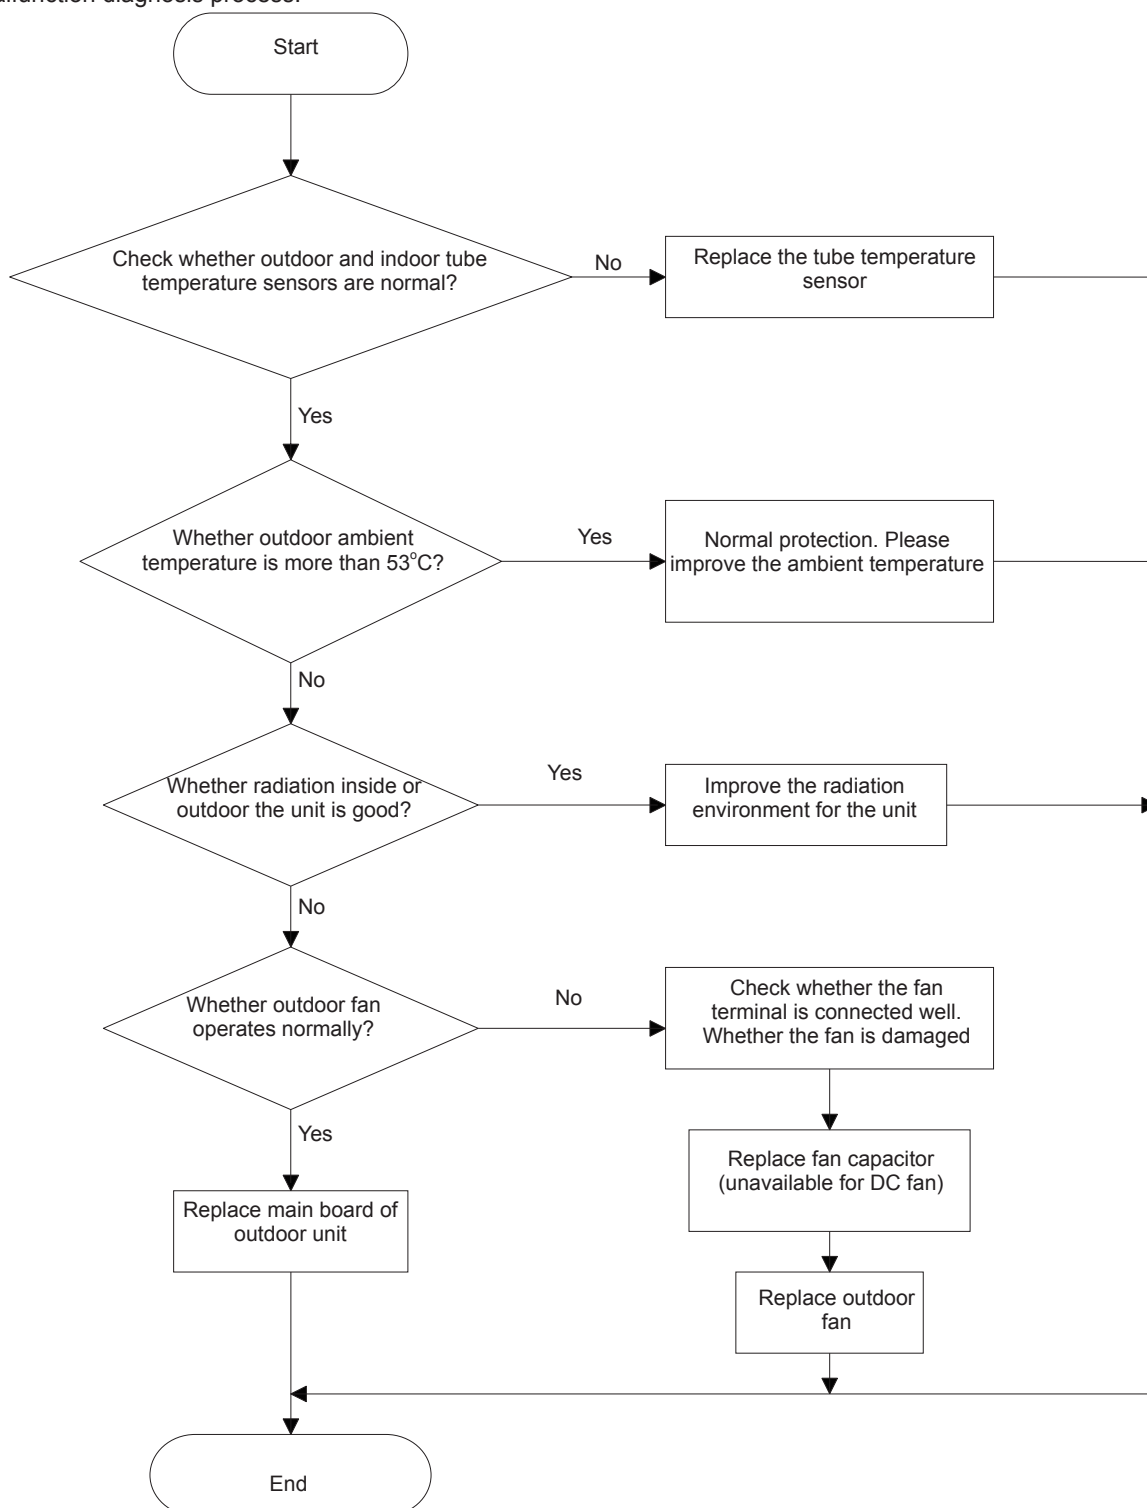 malfunction diagnosis process:
Start
Check whether outdoor and indoor tube
temperature sensors are normal?
No
Replace the tube temperature
sensor
Yes
Whether outdoor ambient
temperature is more than 53°C?
Yes
Normal protection. Please
improve the ambient temperature
No
Whether radiation inside or
outdoor the unit is good?
Yes
Improve the radiation
environment for the unit
No
Whether outdoor fan
operates normally?
No
Check whether the fan
terminal is connected well.
Whether the fan is damaged
Yes
Replace fan capacitor
(unavailable for DC fan)
Replace main board of
outdoor unit
Replace outdoor
fan
End